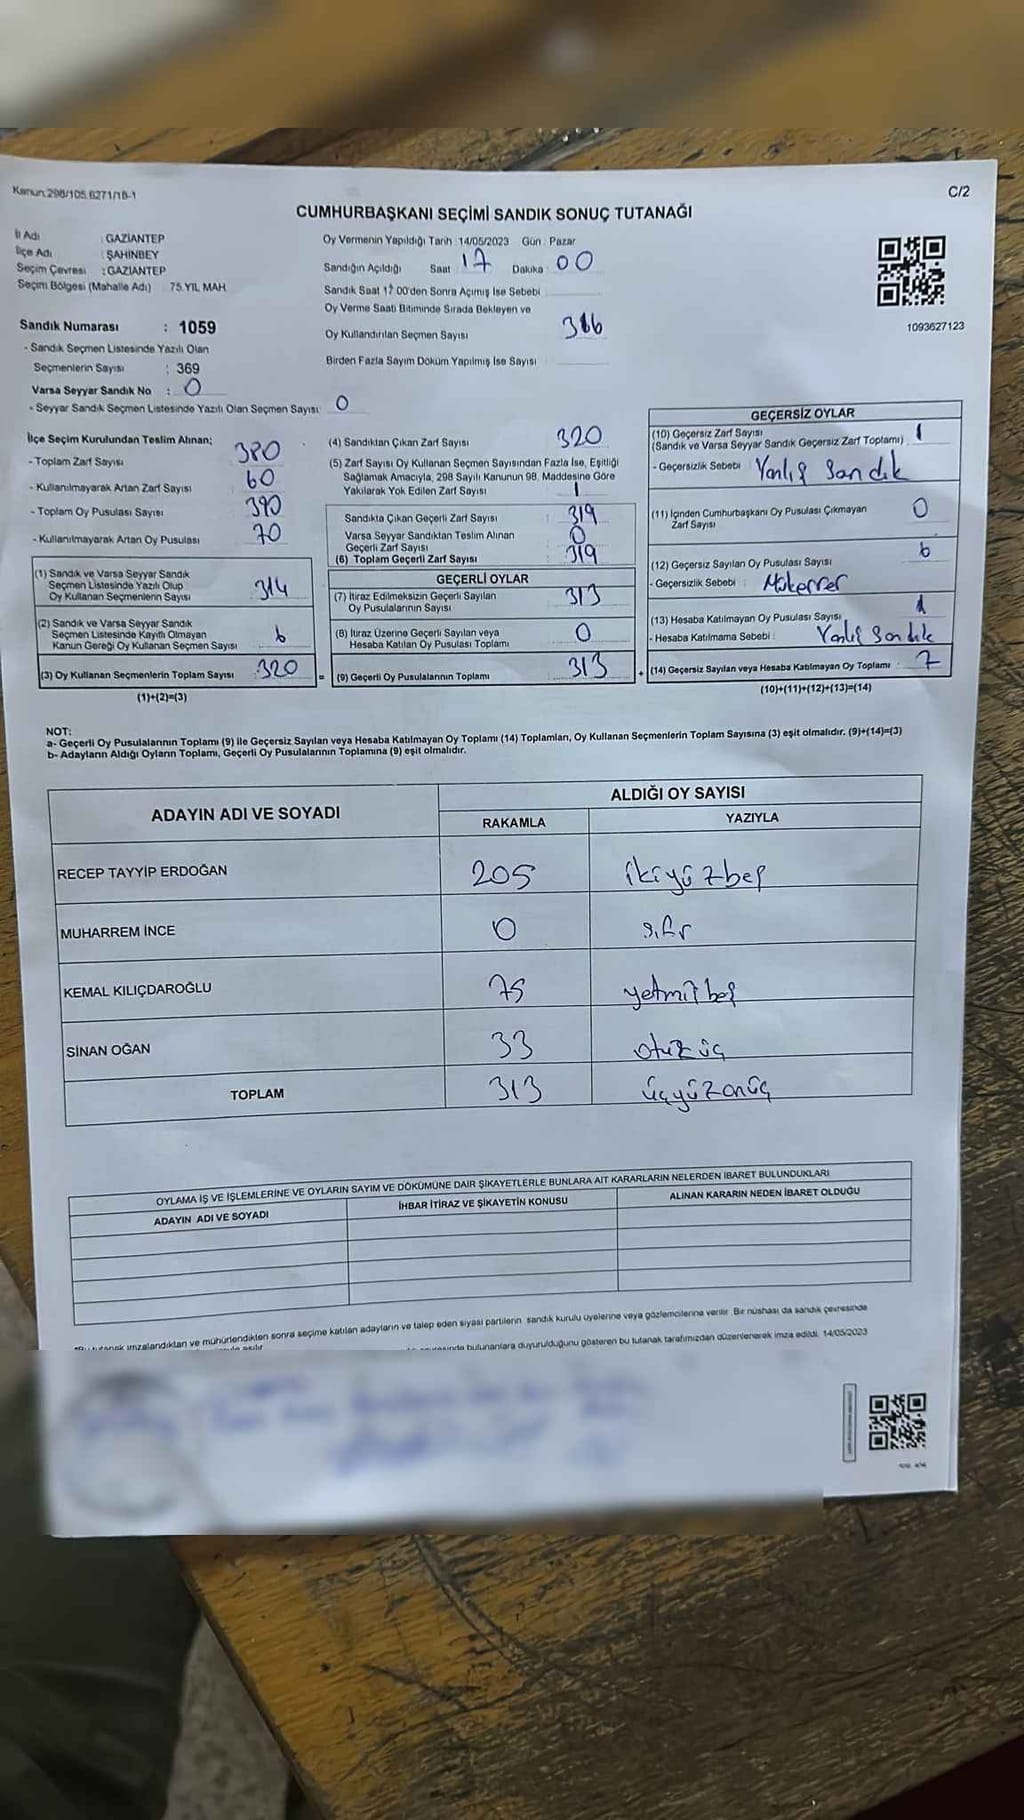 Kanun:298/105.6271/18-1
C/2
CUMHURBAŞKANI SEÇİMİ SANDIK SONUÇ TUTANAĞI
İl Adı : GAZİANTEP
İlçe Adı : ŞAHİNBEY
Seçim Çevresi : GAZİANTEP
Seçim Bölgesi (Mahalle Adı) 75.YIL MAH.
Sandık Numarası : 1059
- Sandık Seçmen Listesinde Yazılı Olan
Seçmenlerin Sayısı : 369
Varsa Seyyar Sandık No : 0
- Seyyar Sandık Seçmen Listesinde Yazılı Olan Seçmen Sayısı: 0
Oy Vermenin Yapıldığı Tarih :14/05/2023 Gün : Pazar
Sandığın Açıldığı Saat 17 Dakika 00
Sandık Saat 17:00'den Sonra Açımış İse Sebebi
Oy Verme Saati Bitiminde Sırada Bekleyen ve
Oy Kullandırılan Seçmen Sayısı
Birden Fazla Sayım Döküm Yapılmış İse Sayısı
1093627123
İlçe Seçim Kurulundan Teslim Alınan;
- Toplam Zarf Sayısı 380
- Kullanılmayarak Artan Zarf Sayısı 60
- Toplam Oy Pusulası Sayısı 390
- Kullanılmayarak Artan Oy Pusulası 70
(1) Sandık ve Varsa Seyyar Sandık
Seçmen Listesinde Yazılı Olup
Oy Kullanan Seçmenlerin Sayısı 314
(2) Sandık ve Varsa Seyyar Sandık
Seçmen Listesinde Kayıtlı Olmayan
Kanun Gereği Oy Kullanan Seçmen Sayısı 6
(3) Oy Kullanan Seçmenlerin Toplam Sayısı 320
(1)+(2)=(3)
(4) Sandıktan Çıkan Zarf Sayısı 320
(5) Zarf Sayısı Oy Kullanan Seçmen Sayısından Fazla İse, Eşitliği
Sağlamak Amacıyla, 298 Sayılı Kanunun 98. Maddesine Göre
Yakılarak Yok Edilen Zarf Sayısı 1
Sandıkta Çıkan Geçerli Zarf Sayısı 319
Varsa Seyyar Sandıktan Teslim Alınan
Geçerli Zarf Sayısı 0
(6) Toplam Geçerli Zarf Sayısı 319
GEÇERLİ OYLAR
(7) İtiraz Edilmeksizin Geçerli Sayılan
Oy Pusulalarının Sayısı 313
(8) İtiraz Üzerine Geçerli Sayılan veya
Hesaba Katılan Oy Pusulası Toplamı 0
= (9) Geçerli Oy Pusulalarının Toplamı 313
GEÇERSİZ OYLAR
(10) Geçersiz Zarf Sayısı
(Sandık ve Varsa Seyyar Sandık Geçersiz Zarf Toplamı) 1
- Geçersizlik Sebebi Yanlış Sandık
(11) İçinden Cumhurbaşkanı Oy Pusulası Çıkmayan
Zarf Sayısı 0
(12) Geçersiz Sayılan Oy Pusulası Sayısı 6
- Geçersizlik Sebebi : Mükerrer
(13) Hesaba Katılmayan Oy Pusulası Sayısı 1
- Hesaba Katılmama Sebebi : Yanlış Sandık
+ (14) Geçersiz Sayılan veya Hesaba Katılmayan Oy Toplamı 7
(10)+(11)+(12)+(13)=(14)
NOT:
a- Geçerli Oy Pusulalarının Toplamı (9) ile Geçersiz Sayılan veya Hesaba Katılmayan Oy Toplamı (14) Toplamları, Oy Kullanan Seçmenlerin Toplam Sayısına (3) eşit olmalıdır. (9)+(14)=(3)
b- Adayların Aldığı Oyların Toplamı, Geçerli Oy Pusulalarının Toplamına (9) eşit olmalıdır.
ADAYIN ADI VE SOYADI
ALDIĞI OY SAYISI
RAKAMLA YAZIYLA
RECEP TAYYİP ERDOĞAN 205 ikiyüzbeş
MUHARREM İNCE 0 sıfır
KEMAL KILIÇDAROĞLU 75 yetmişbeş
SİNAN OĞAN 33 otuzüç
TOPLAM 313 üçyüzonüç
OYLAMA İŞ VE İŞLEMLERİNE VE OYLARIN SAYIM VE DÖKÜMÜNE DAİR ŞİKAYETLERLE BUNLARA AİT KARARLARIN NELERDEN İBARET BULUNDUKLARI
ADAYIN ADI VE SOYADI İHBAR İTİRAZ VE ŞİKAYETİN KONUSU ALINAN KARARIN NEDEN İBARET OLDUĞU
imzalandıktan ve mühürlendikten sonra seçime katılan adayların ve talep eden siyasi partilerin sandık kurulu üyelerine veya gözlemcilerine verilir. Bir nüshası da sandık çevresinde
bulunanlara duyurulduğunu gösteren bu tutanak tarafımızdan düzenlenerek imza edildi. 14/05/2023